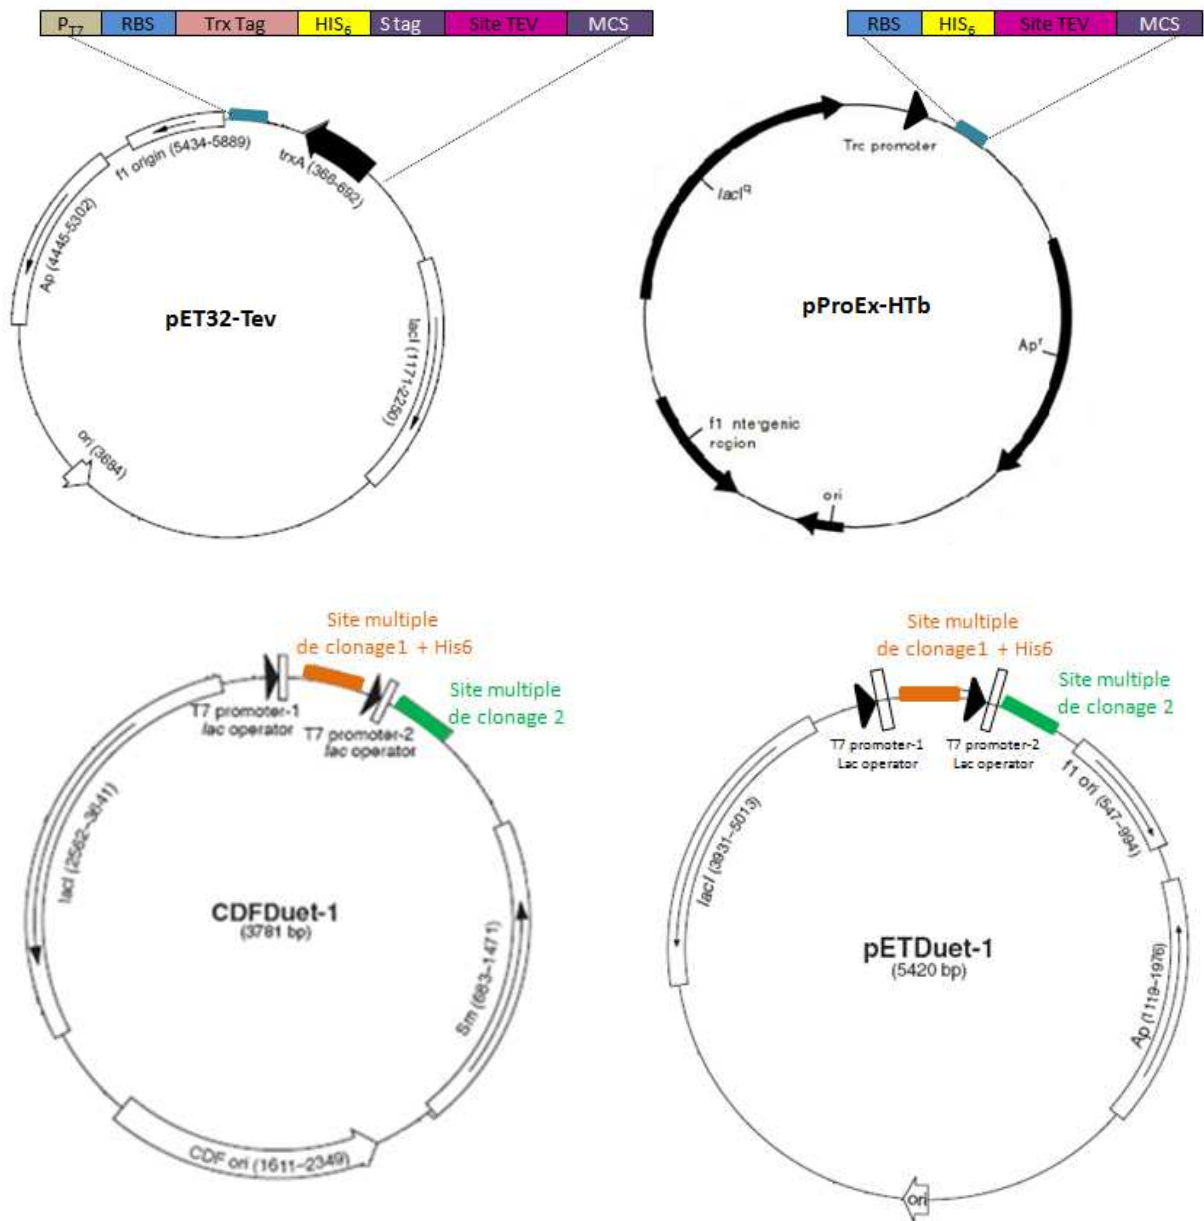 P_T7 RBS Trx Tag HIS6 S tag Site TEV MCS
RBS HIS6 Site TEV MCS
f1 origin (5434-5889)
trxA (366-692)
Ap (4445-5302)
lacI (1171-2250)
ori (3684)
pET32-Tev
Trc promoter
lacIq
pProEx-HTb
Apr
f1 ntergenic
region
ori
Site multiple
de clonage1 + His6
Site multiple
de clonage 2
T7 promoter-1
lac operator
T7 promoter-2
lac operator
lacI (2562-3641)
CDFDuet-1
(3781 bp)
Sm (683-1471)
CDF ori (1611-2349)
Site multiple
de clonage1 + His6
Site multiple
de clonage 2
T7 promoter-1
Lac operator
T7 promoter-2
Lac operator
f1 ori (547-994)
lacI (3931-5013)
pETDuet-1
(5420 bp)
Ap (1119-1976)
ori